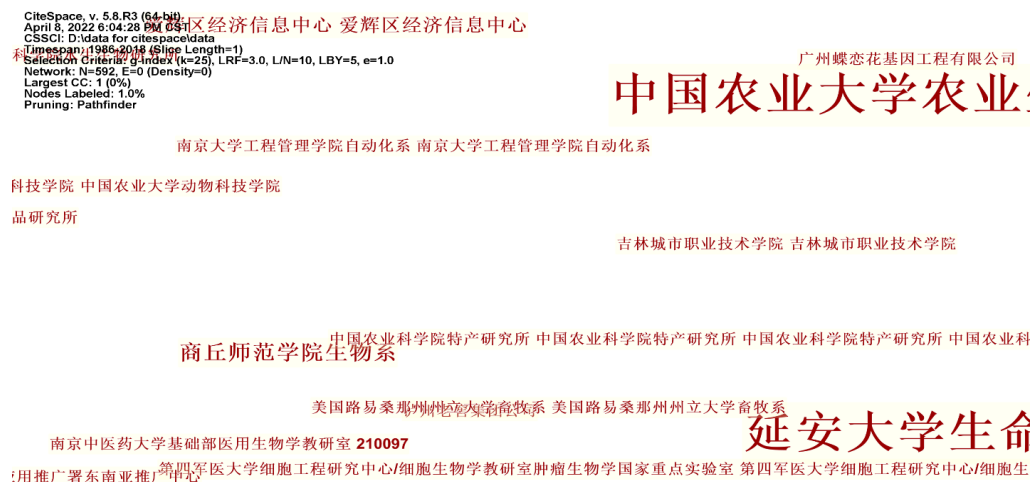 CiteSpace, v. 5.8.R3 (64-bit)
April 8, 2022 6:04:28 PM CST
爱辉区经济信息中心 爱辉区经济信息中心
CSSCI: D:\data for citespace\data
Timespan: 1986-2018 (Slice Length=1)
Selection Criteria: g-index (k=25), LRF=3.0, L/N=10, LBY=5, e=1.0
Network: N=592, E=0 (Density=0)
Largest CC: 1 (0%)
Nodes Labeled: 1.0%
Pruning: Pathfinder
广州蝶恋花基因工程有限公司
中国农业大学农业生
南京大学工程管理学院自动化系 南京大学工程管理学院自动化系
科技学院 中国农业大学动物科技学院
品研究所
吉林城市职业技术学院 吉林城市职业技术学院
中国农业科学院特产研究所 中国农业科学院特产研究所 中国农业科学院特产研究所 中国农业科
商丘师范学院生物系
美国路易桑那州州立大学畜牧系 美国路易桑那州州立大学畜牧系
延安大学生命
南京中医药大学基础部医用生物学教研室 210097
第四军医大学细胞工程研究中心/细胞生物学教研室肿瘤生物学国家重点实验室 第四军医大学细胞工程研究中心/细胞生
应用推广署东南亚推广中心